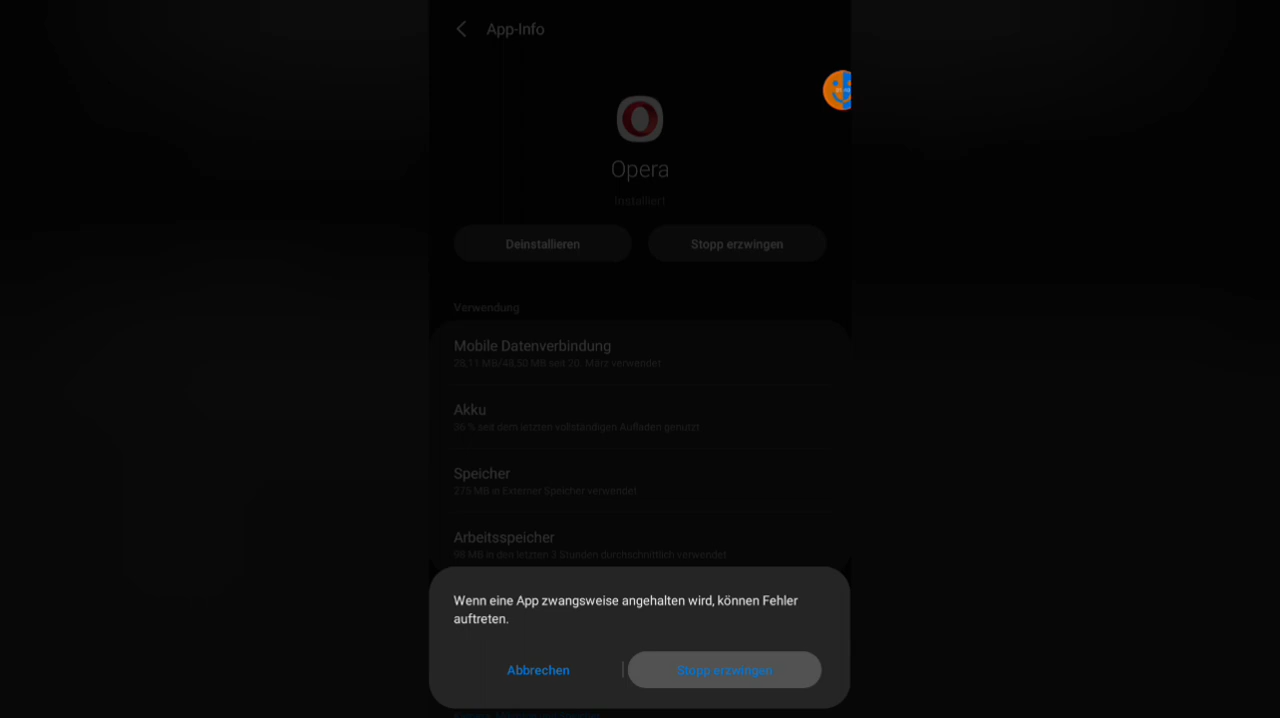 App-Info
Opera
Installiert
Deinstallieren
Stopp erzwingen
Verwendung
Mobile Datenverbindung
28,11 MB/48,50 MB seit 20. März verwendet
Akku
36 % seit dem letzten vollständigen Aufladen genutzt
Speicher
275 MB in Externer Speicher verwendet
Arbeitsspeicher
98 MB in den letzten 3 Stunden durchschnittlich verwendet
Wenn eine App zwangsweise angehalten wird, können Fehler
auftreten.
Abbrechen
Stopp erzwingen